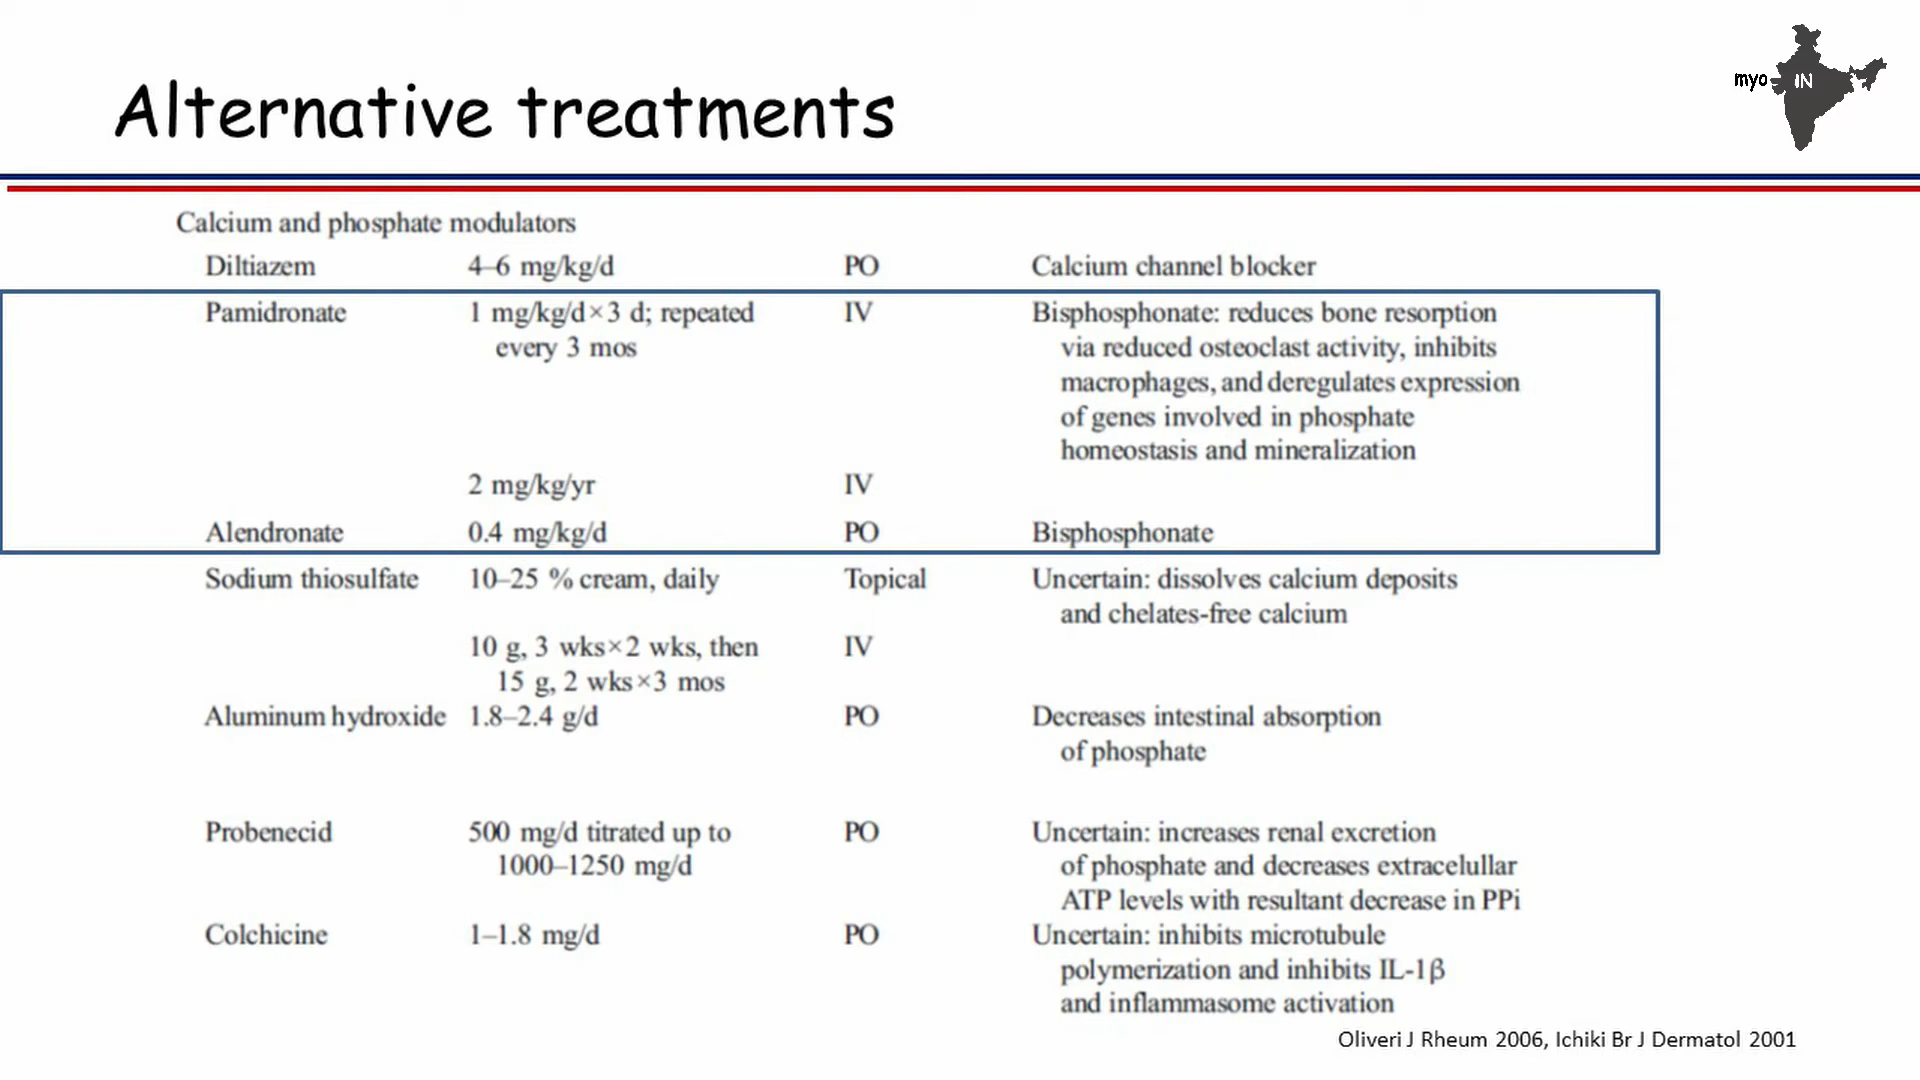 Alternative treatments
myo IN
Calcium and phosphate modulators
Diltiazem 4–6 mg/kg/d PO Calcium channel blocker
Pamidronate 1 mg/kg/d×3 d; repeated IV Bisphosphonate: reduces bone resorption
every 3 mos via reduced osteoclast activity, inhibits
macrophages, and deregulates expression
of genes involved in phosphate
homeostasis and mineralization
2 mg/kg/yr IV
Alendronate 0.4 mg/kg/d PO Bisphosphonate
Sodium thiosulfate 10–25 % cream, daily Topical Uncertain: dissolves calcium deposits
and chelates-free calcium
10 g, 3 wks×2 wks, then IV
15 g, 2 wks×3 mos
Aluminum hydroxide 1.8–2.4 g/d PO Decreases intestinal absorption
of phosphate
Probenecid 500 mg/d titrated up to PO Uncertain: increases renal excretion
1000–1250 mg/d of phosphate and decreases extracelullar
ATP levels with resultant decrease in PPi
Colchicine 1–1.8 mg/d PO Uncertain: inhibits microtubule
polymerization and inhibits IL-1β
and inflammasome activation
Oliveri J Rheum 2006, Ichiki Br J Dermatol 2001